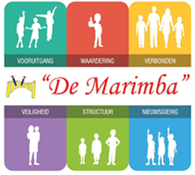 VOORUITGANG WAARDERING VERBONDEN
"De Marimba"
VEILIGHEID STRUCTUUR NIEUWSGIERIG